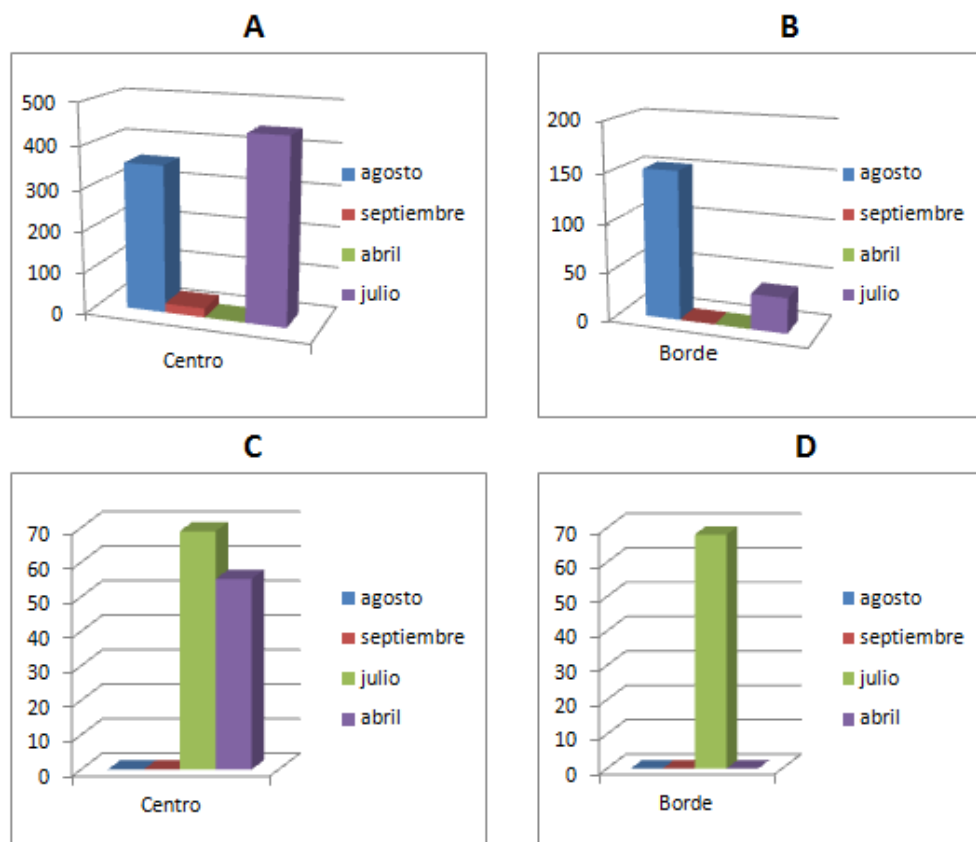 A
500
400
300
200
100
0
Centro
agosto
septiembre
abril
julio
B
200
150
100
50
0
Borde
agosto
septiembre
abril
julio
C
70
60
50
40
30
20
10
0
Centro
agosto
septiembre
julio
abril
D
70
60
50
40
30
20
10
0
Borde
agosto
septiembre
julio
abril